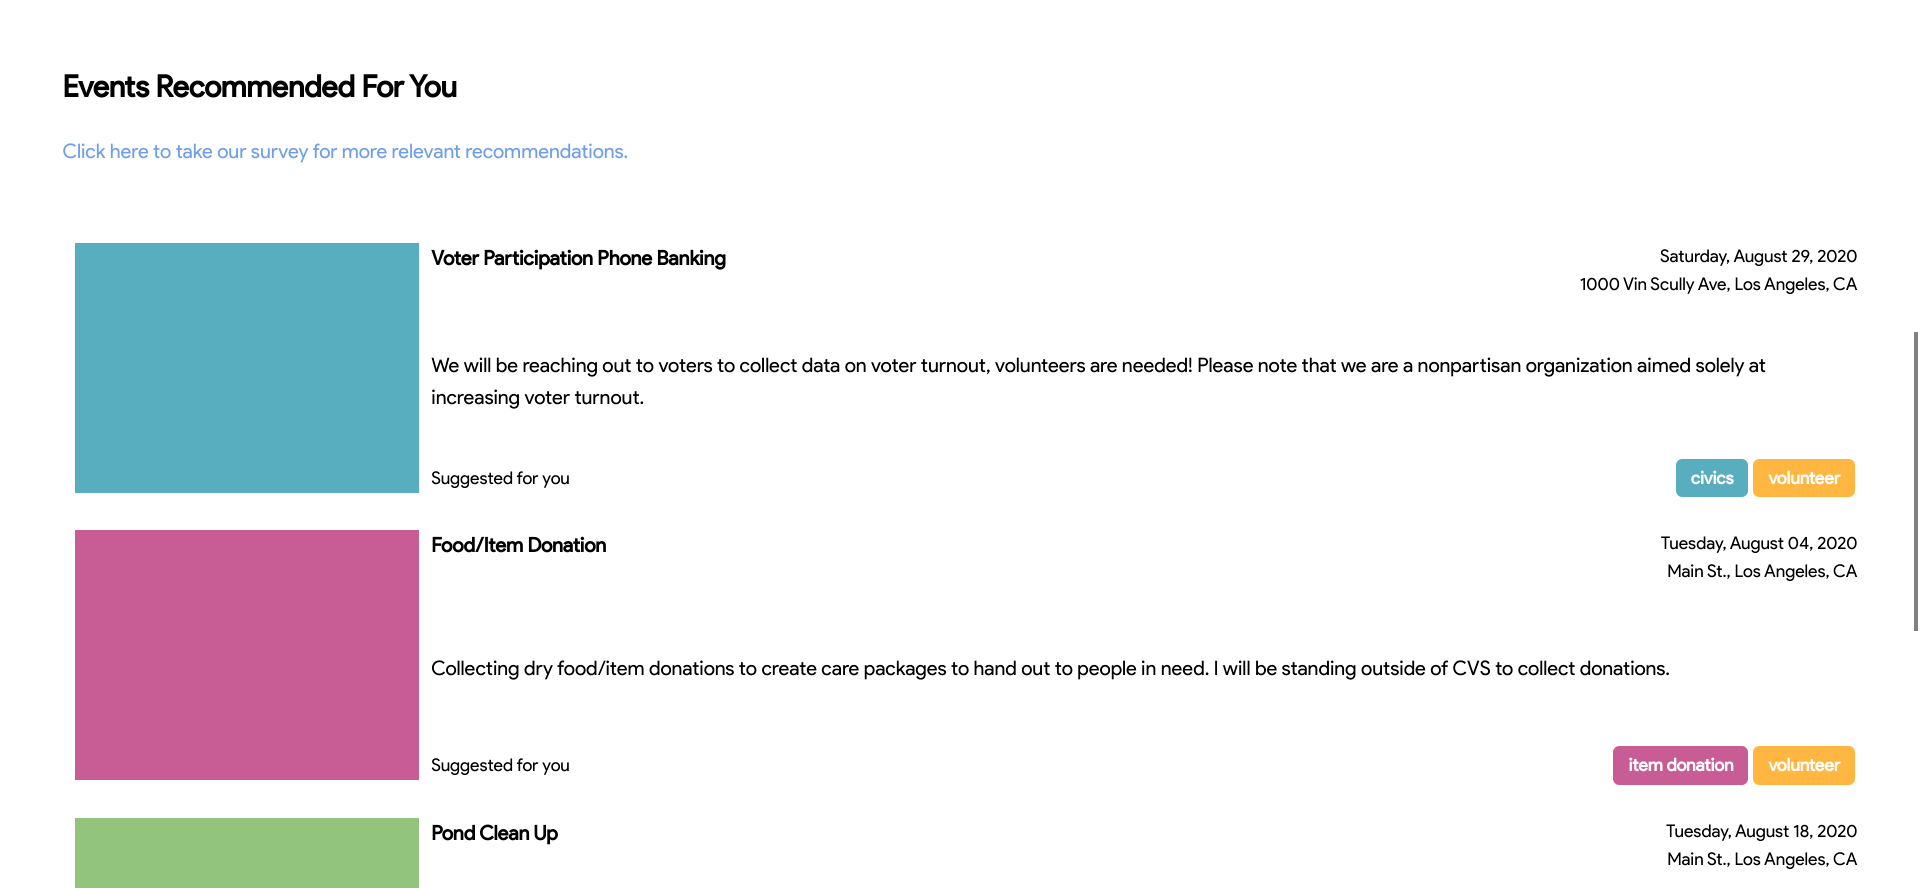 Events Recommended For You
Click here to take our survey for more relevant recommendations.
Voter Participation Phone Banking
Saturday, August 29, 2020
1000 Vin Scully Ave, Los Angeles, CA
We will be reaching out to voters to collect data on voter turnout, volunteers are needed! Please note that we are a nonpartisan organization aimed solely at
increasing voter turnout.
Suggested for you
civics
volunteer
Food/Item Donation
Tuesday, August 04, 2020
Main St., Los Angeles, CA
Collecting dry food/item donations to create care packages to hand out to people in need. I will be standing outside of CVS to collect donations.
Suggested for you
item donation
volunteer
Pond Clean Up
Tuesday, August 18, 2020
Main St., Los Angeles, CA